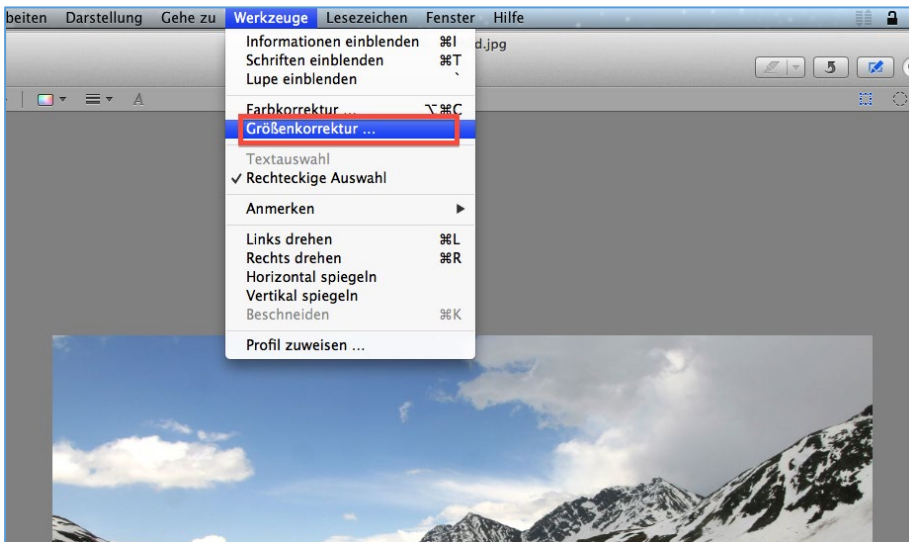 beiten Darstellung Gehe zu Werkzeuge Lesezeichen Fenster Hilfe
d.jpg
Informationen einblenden ⌘I
Schriften einblenden ⌘T
Lupe einblenden `
Farbkorrektur ... ⌥⌘C
Größenkorrektur ...
Textauswahl
✓ Rechteckige Auswahl
Anmerken ▶
Links drehen ⌘L
Rechts drehen ⌘R
Horizontal spiegeln
Vertikal spiegeln
Beschneiden ⌘K
Profil zuweisen ...
A